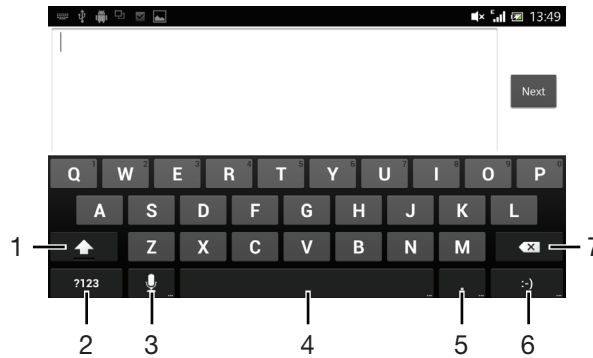 E 13:49
Next
Q 1 W 2 E 3 R 4 T 5 Y 6 U 7 I 8 O 9 P 0
A S D F G H J K L
1 Z X C V B N M 7
?123 ... ... . ... :-) ...
2 3 4 5 6